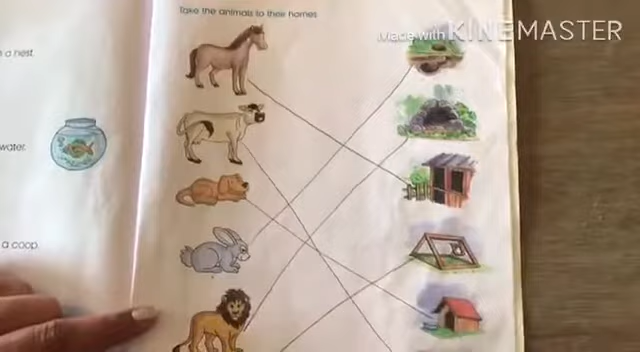 Take the animals to their homes
Made with KINEMASTER
a nest.
water.
a coop.